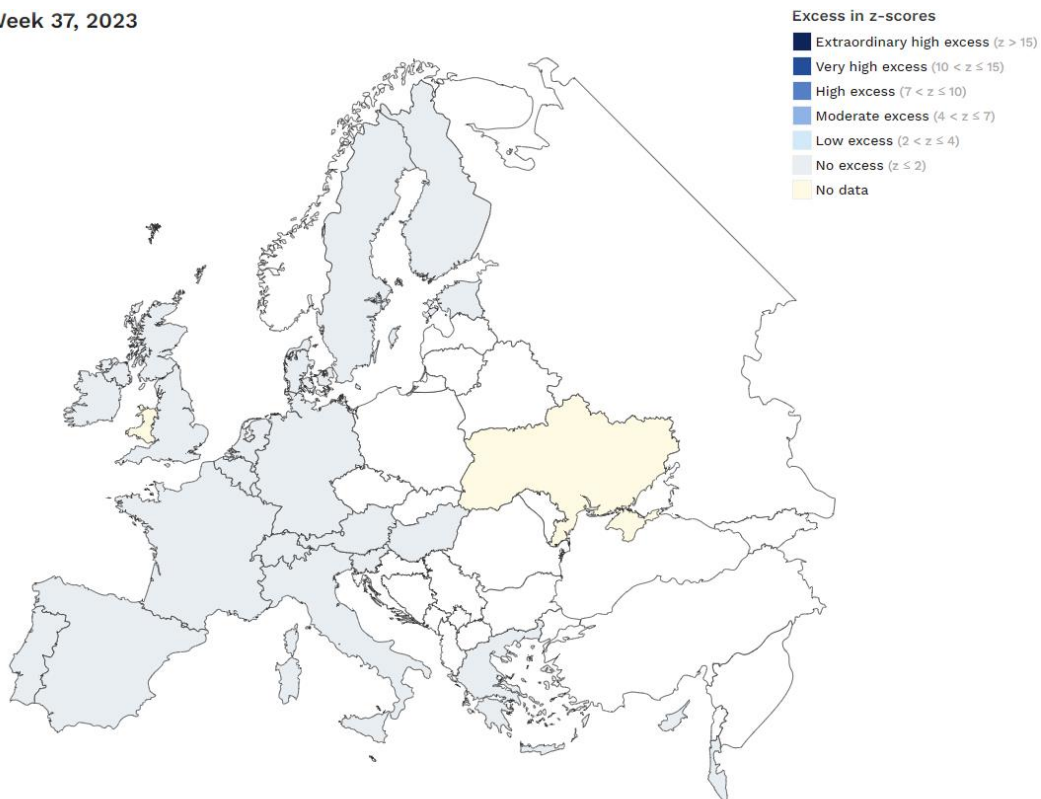 Week 37, 2023
Excess in z-scores
Extraordinary high excess (z > 15)
Very high excess (10 < z ≤ 15)
High excess (7 < z ≤ 10)
Moderate excess (4 < z ≤ 7)
Low excess (2 < z ≤ 4)
No excess (z ≤ 2)
No data